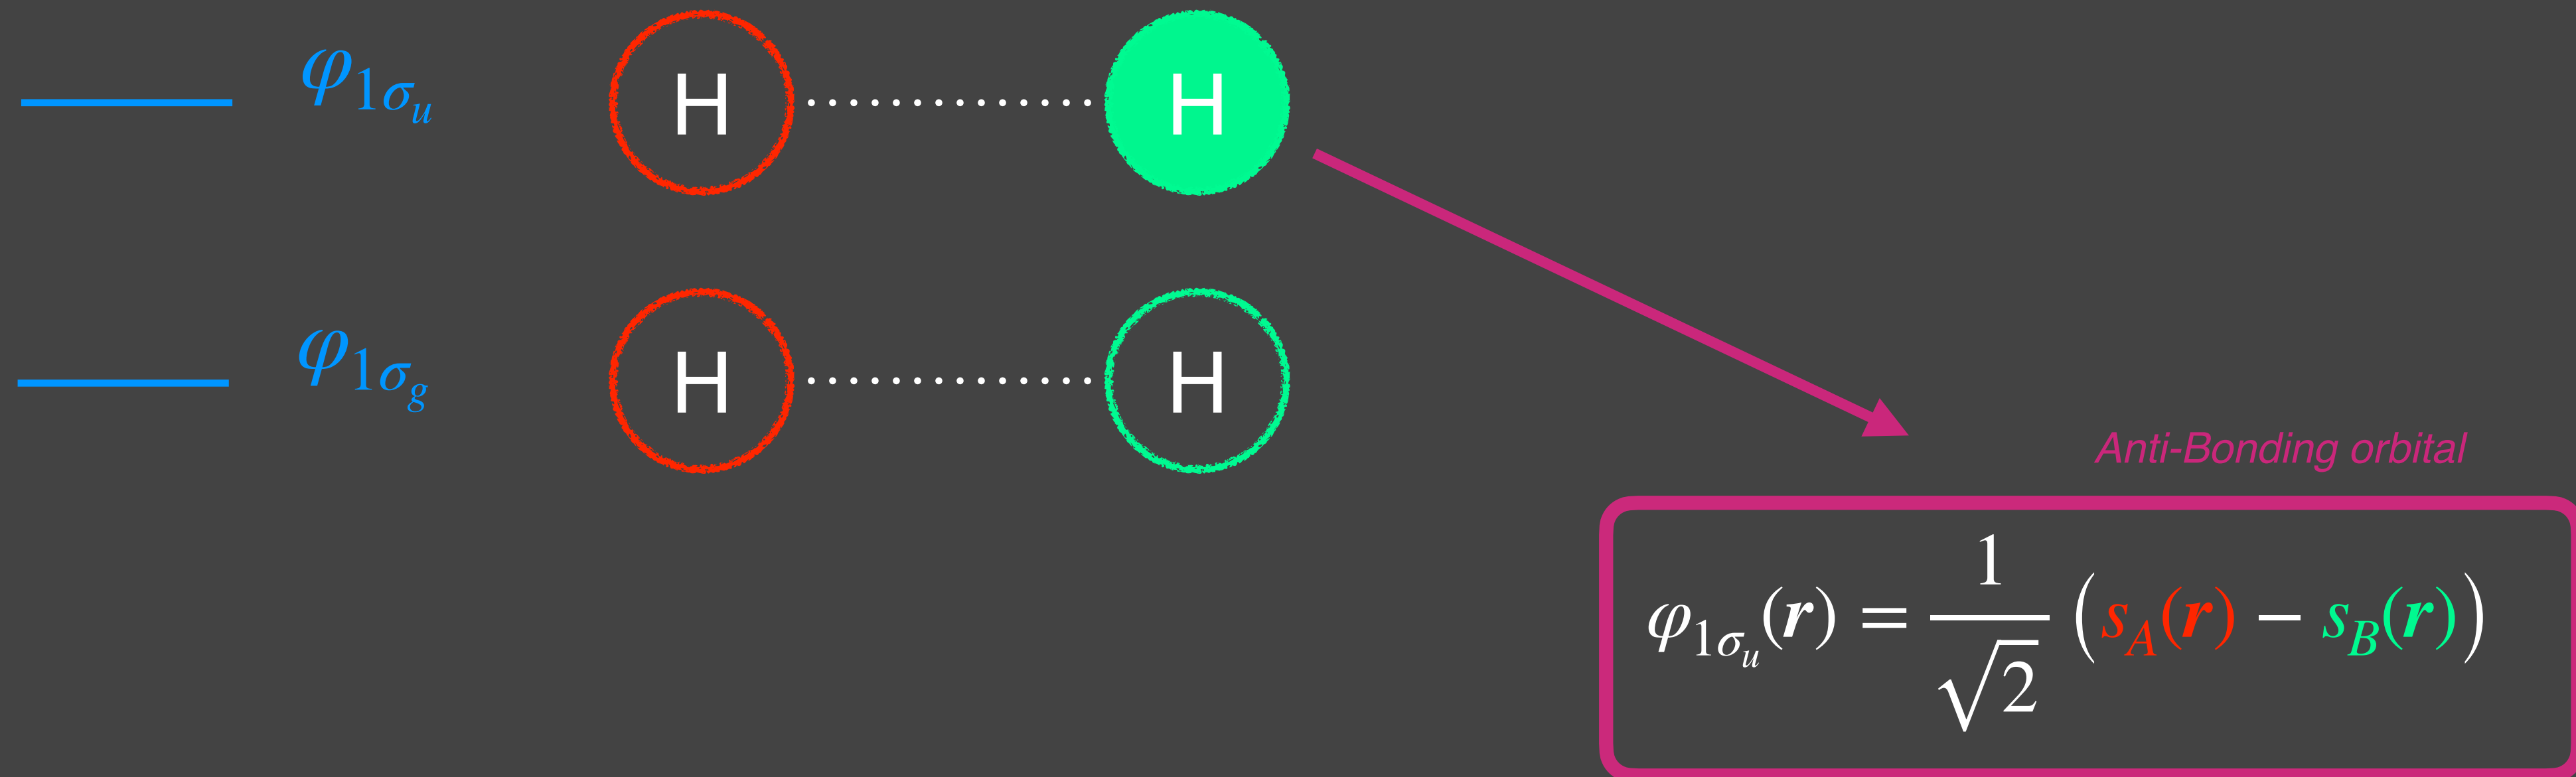 φ1σu H H
φ1σg H H
Anti-Bonding orbital
φ1σu(r) = 1/√2 (sA(r) − sB(r))